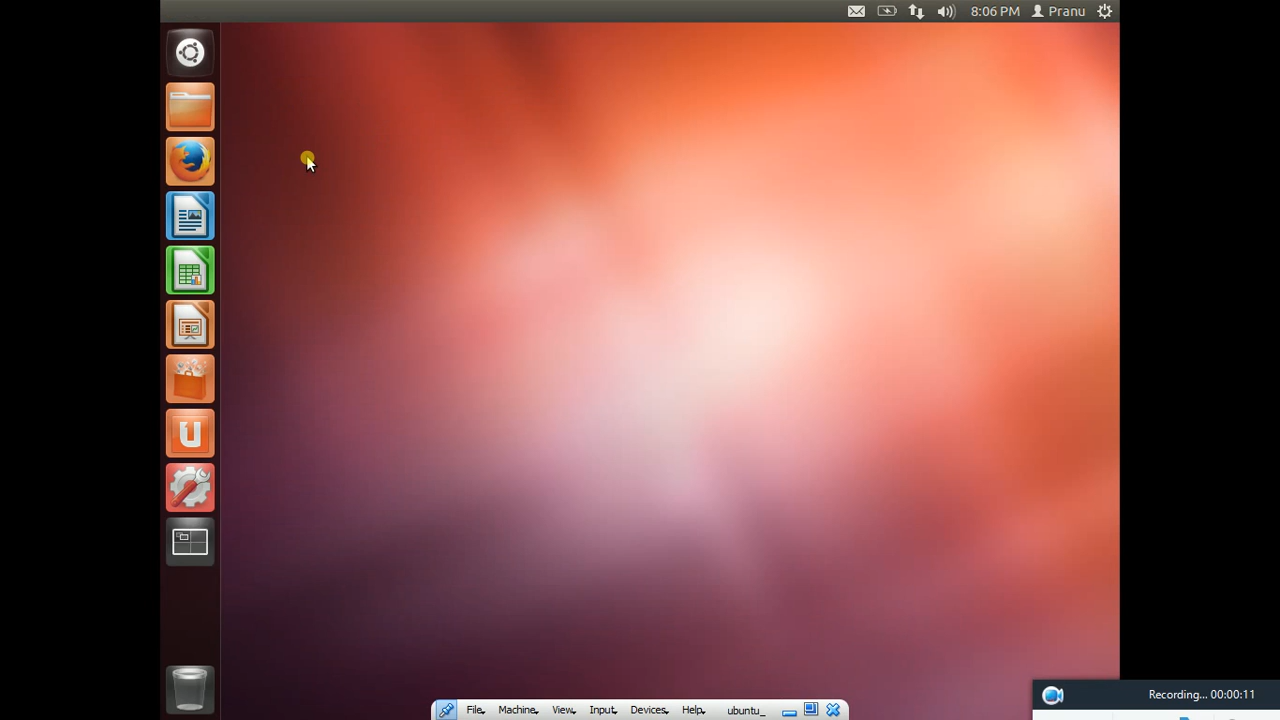 8:06 PM Pranu
U
File Machine View Input Devices Help ubuntu_
Recording... 00:00:11